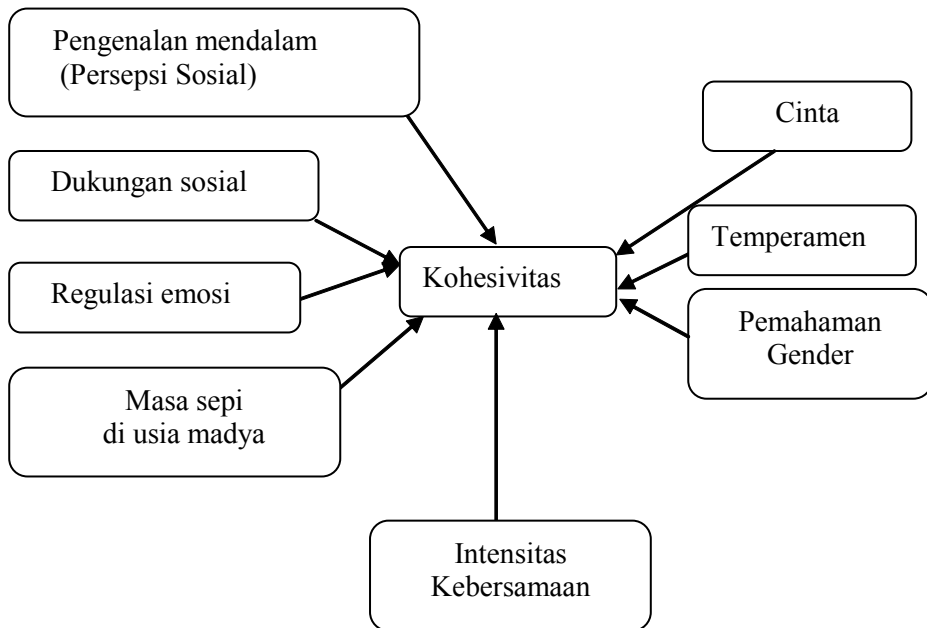 Pengenalan mendalam
(Persepsi Sosial)
Cinta
Dukungan sosial
Temperamen
Kohesivitas
Regulasi emosi
Pemahaman
Gender
Masa sepi
di usia madya
Intensitas
Kebersamaan